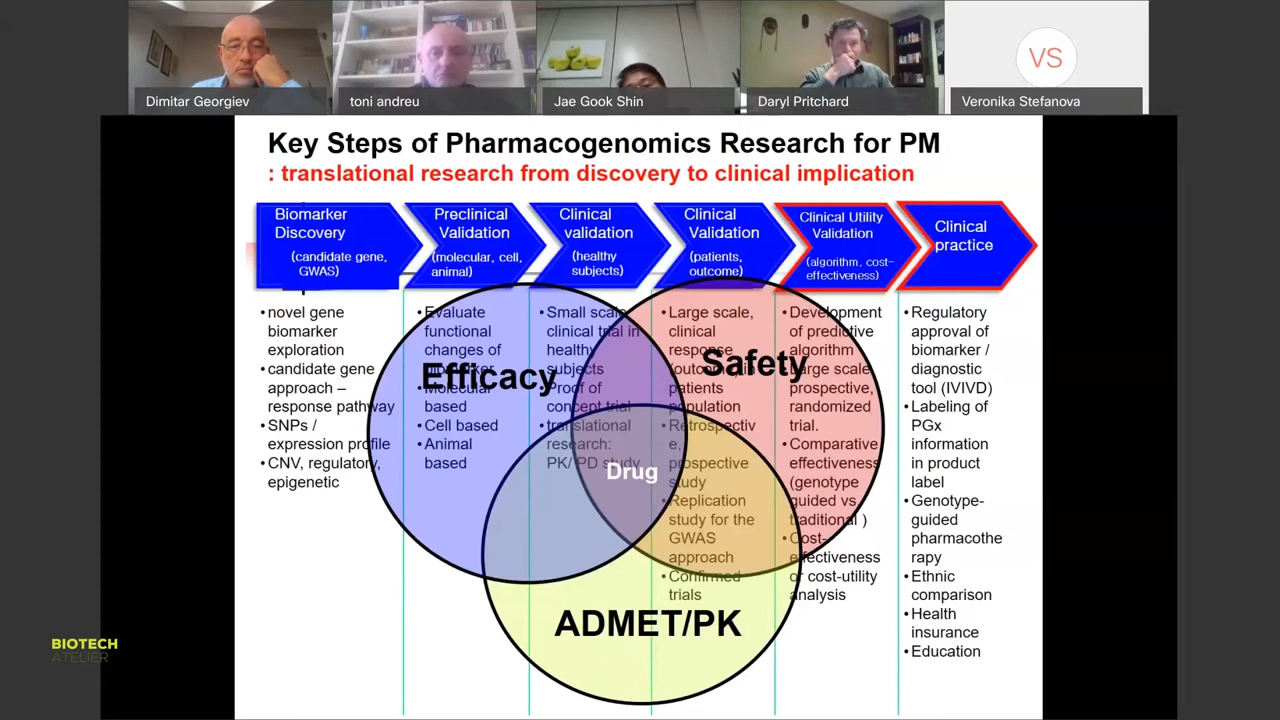 Dimitar Georgiev
toni andreu
Jae Gook Shin
Daryl Pritchard
VS
Veronika Stefanova
Key Steps of Pharmacogenomics Research for PM
: translational research from discovery to clinical implication
Biomarker
Discovery
(candidate gene,
GWAS)
Preclinical
Validation
(molecular, cell,
animal)
Clinical
validation
(healthy
subjects)
Clinical
Validation
(patients,
outcome)
Clinical Utility
Validation
(algorithm, cost-
effectiveness)
Clinical
practice
•novel gene
biomarker
exploration
•candidate gene
approach –
response pathway
•SNPs /
expression profile
•CNV, regulatory,
epigenetic
•Evaluate
functional
changes of
biomarker
•Molecular
based
•Cell based
•Animal
based
•Small scale
clinical trial in
healthy
subjects
•Proof of
concept trial
•translational
research:
PK/ PD study
•Large scale,
clinical
response
(outcome) in
patients
population
•Retrospectiv
e,
prospective
study
•Replication
study for the
GWAS
approach
•Confirmed
trials
•Development
of predictive
algorithm
•Large scale
prospective,
randomized
trial.
•Comparative
effectiveness
(genotype
guided vs
traditional )
•Cost-
effectiveness
or cost-utility
analysis
•Regulatory
approval of
biomarker /
diagnostic
tool (IVIVD)
•Labeling of
PGx
information
in product
label
•Genotype-
guided
pharmacothe
rapy
•Ethnic
comparison
•Health
insurance
•Education
Efficacy
Safety
Drug
ADMET/PK
BIOTECH
ATELIER